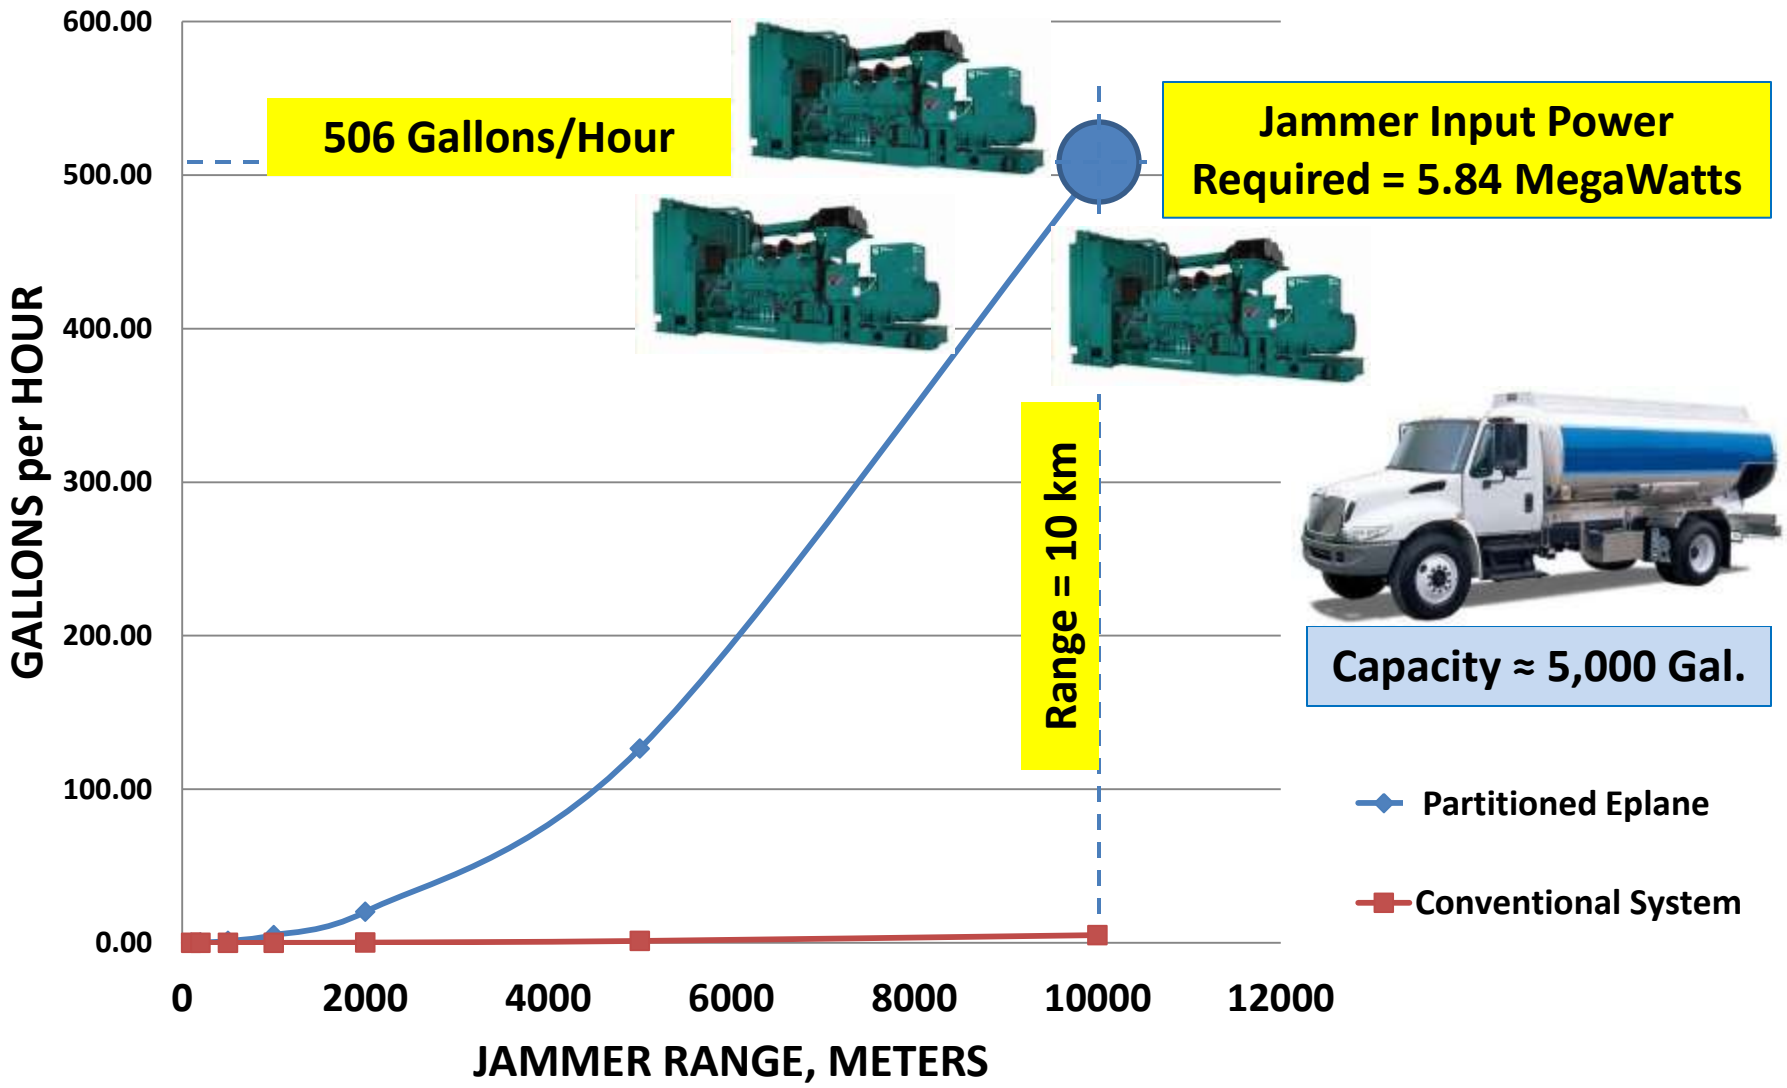 600.00
500.00
400.00
300.00
200.00
100.00
0.00
GALLONS per HOUR
506 Gallons/Hour
Jammer Input Power
Required = 5.84 MegaWatts
Range = 10 km
Capacity ≈ 5,000 Gal.
Partitioned Eplane
Conventional System
0 2000 4000 6000 8000 10000 12000
JAMMER RANGE, METERS